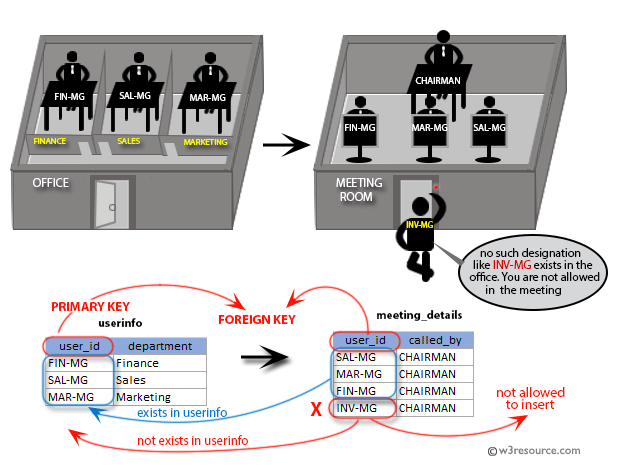 FIN-MG
SAL-MG
MAR-MG
FINANCE
SALES
MARKETING
OFFICE
CHAIRMAN
FIN-MG
MAR-MG
SAL-MG
MEETING
ROOM
INV-MG
no such designation
like INV-MG exists in the
office. You are not allowed
in the meeting
PRIMARY KEY
FOREIGN KEY
userinfo
user_id department
FIN-MG Finance
SAL-MG Sales
MAR-MG Marketing
meeting_details
user_id called_by
SAL-MG CHAIRMAN
MAR-MG CHAIRMAN
FIN-MG CHAIRMAN
X INV-MG CHAIRMAN
exists in userinfo
not exists in userinfo
not allowed
to insert
© w3resource.com